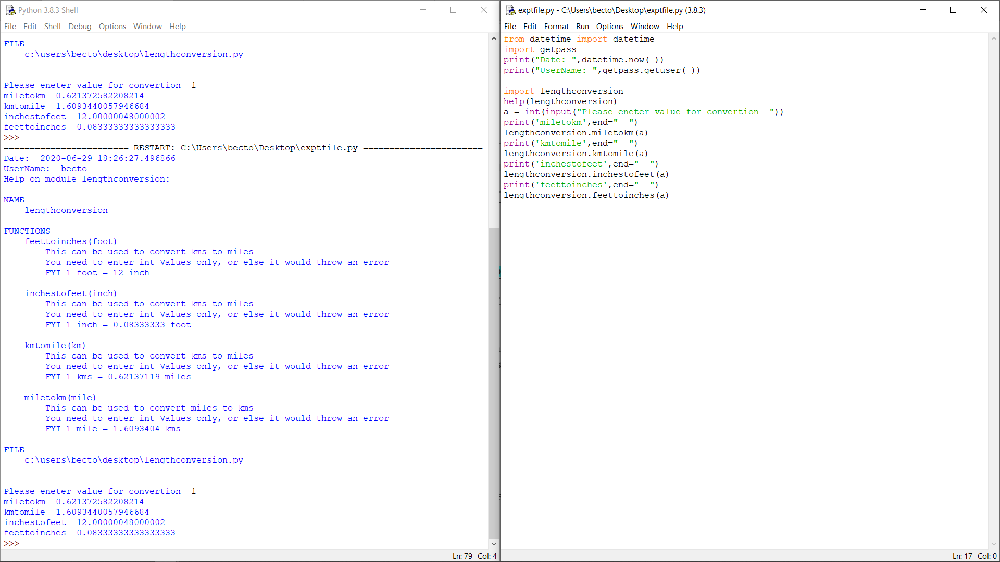 Python 3.8.3 Shell
File Edit Shell Debug Options Window Help
FILE
    c:\users\becto\desktop\lengthconversion.py
Please eneter value for convertion  1
miletokm  0.621372582208214
kmtomile  1.6093440057946684
inchestofeet  12.00000048000002
feettoinches  0.08333333333333333
>>>
======================== RESTART: C:\Users\becto\Desktop\exptfile.py =======================
Date:  2020-06-29 18:26:27.496866
UserName:  becto
Help on module lengthconversion:
NAME
    lengthconversion
FUNCTIONS
    feettoinches(foot)
        This can be used to convert kms to miles
        You need to enter int Values only, or else it would throw an error
        FYI 1 foot = 12 inch
    inchestofeet(inch)
        This can be used to convert kms to miles
        You need to enter int Values only, or else it would throw an error
        FYI 1 inch = 0.08333333 foot
    kmtomile(km)
        This can be used to convert kms to miles
        You need to enter int Values only, or else it would throw an error
        FYI 1 kms = 0.62137119 miles
    miletokm(mile)
        This can be used to convert miles to kms
        You need to enter int Values only, or else it would throw an error
        FYI 1 mile = 1.6093404 kms
FILE
    c:\users\becto\desktop\lengthconversion.py
Please eneter value for convertion  1
miletokm  0.621372582208214
kmtomile  1.6093440057946684
inchestofeet  12.00000048000002
feettoinches  0.08333333333333333
>>>
Ln: 79 Col: 4
exptfile.py - C:\Users\becto\Desktop\exptfile.py (3.8.3)
File Edit Format Run Options Window Help
from datetime import datetime
import getpass
print("Date: ",datetime.now( ))
print("UserName: ",getpass.getuser( ))
import lengthconversion
help(lengthconversion)
a = int(input("Please eneter value for convertion  "))
print('miletokm',end="  ")
lengthconversion.miletokm(a)
print('kmtomile',end="  ")
lengthconversion.kmtomile(a)
print('inchestofeet',end="  ")
lengthconversion.inchestofeet(a)
print('feettoinches',end="  ")
lengthconversion.feettoinches(a)
Ln: 17 Col: 0